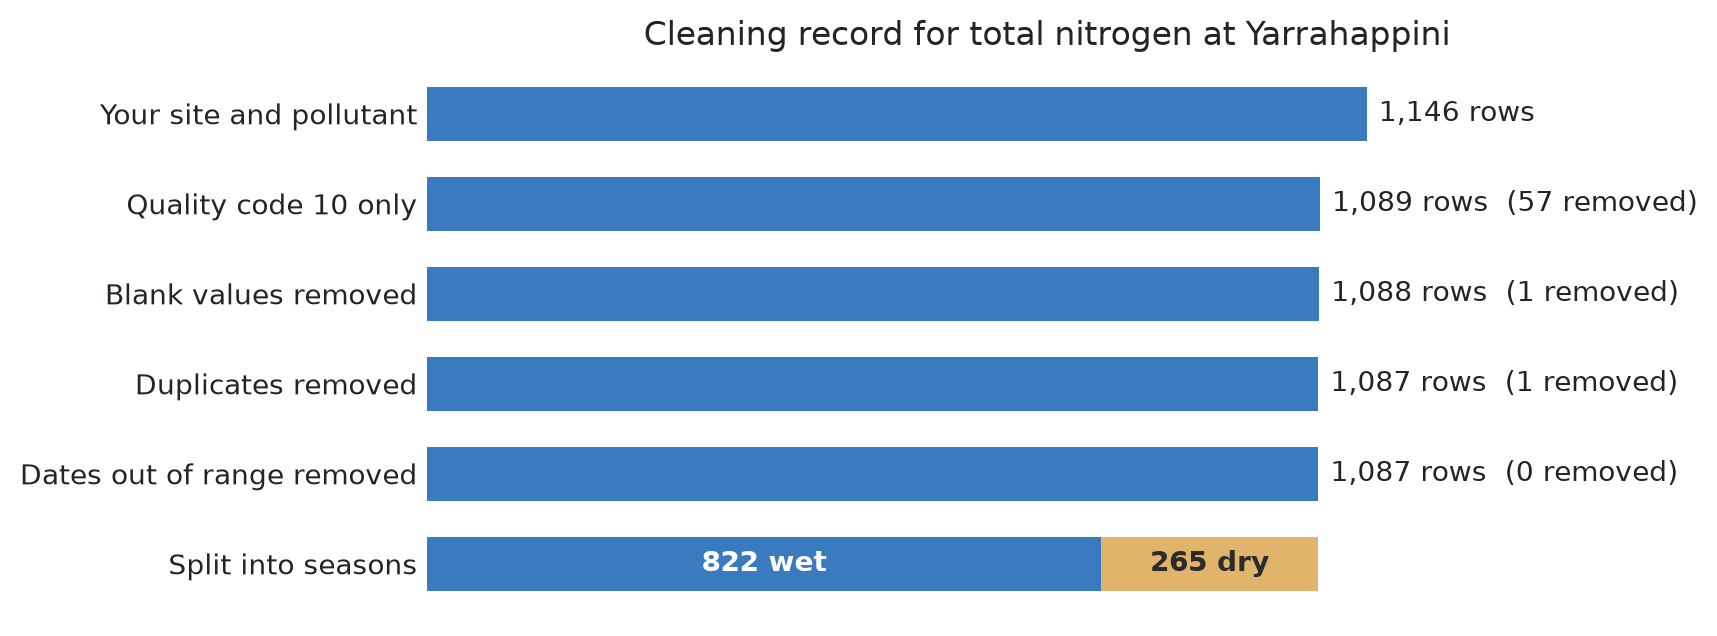 Cleaning record for total nitrogen at Yarrahappini
Your site and pollutant 1,146 rows
Quality code 10 only 1,089 rows (57 removed)
Blank values removed 1,088 rows (1 removed)
Duplicates removed 1,087 rows (1 removed)
Dates out of range removed 1,087 rows (0 removed)
Split into seasons 822 wet 265 dry